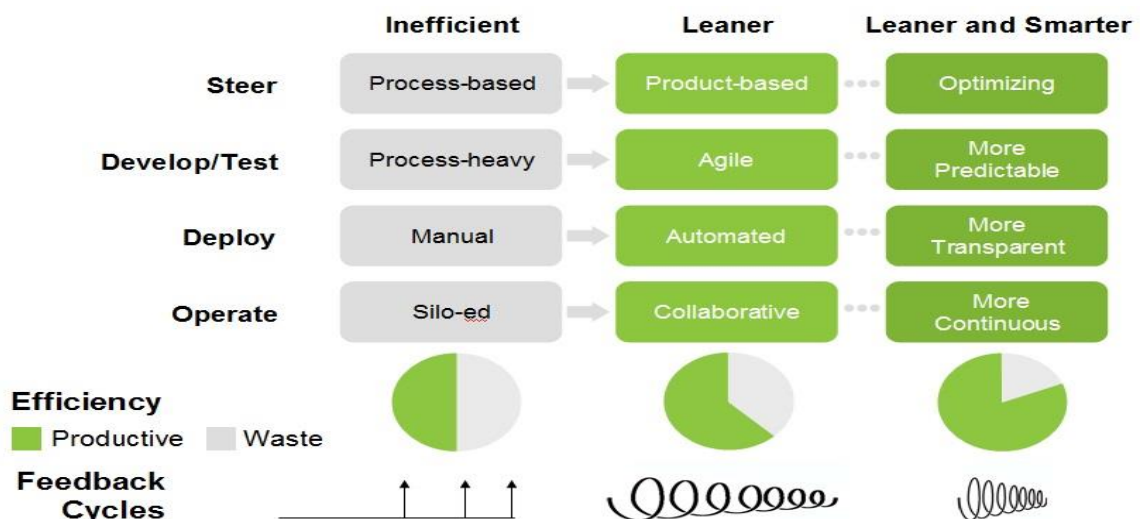 Inefficient
Leaner
Leaner and Smarter
Steer
Process-based
Product-based
Optimizing
Develop/Test
Process-heavy
Agile
More
Predictable
Deploy
Manual
Automated
More
Transparent
Operate
Silo-ed
Collaborative
More
Continuous
Efficiency
Productive
Waste
Feedback
Cycles